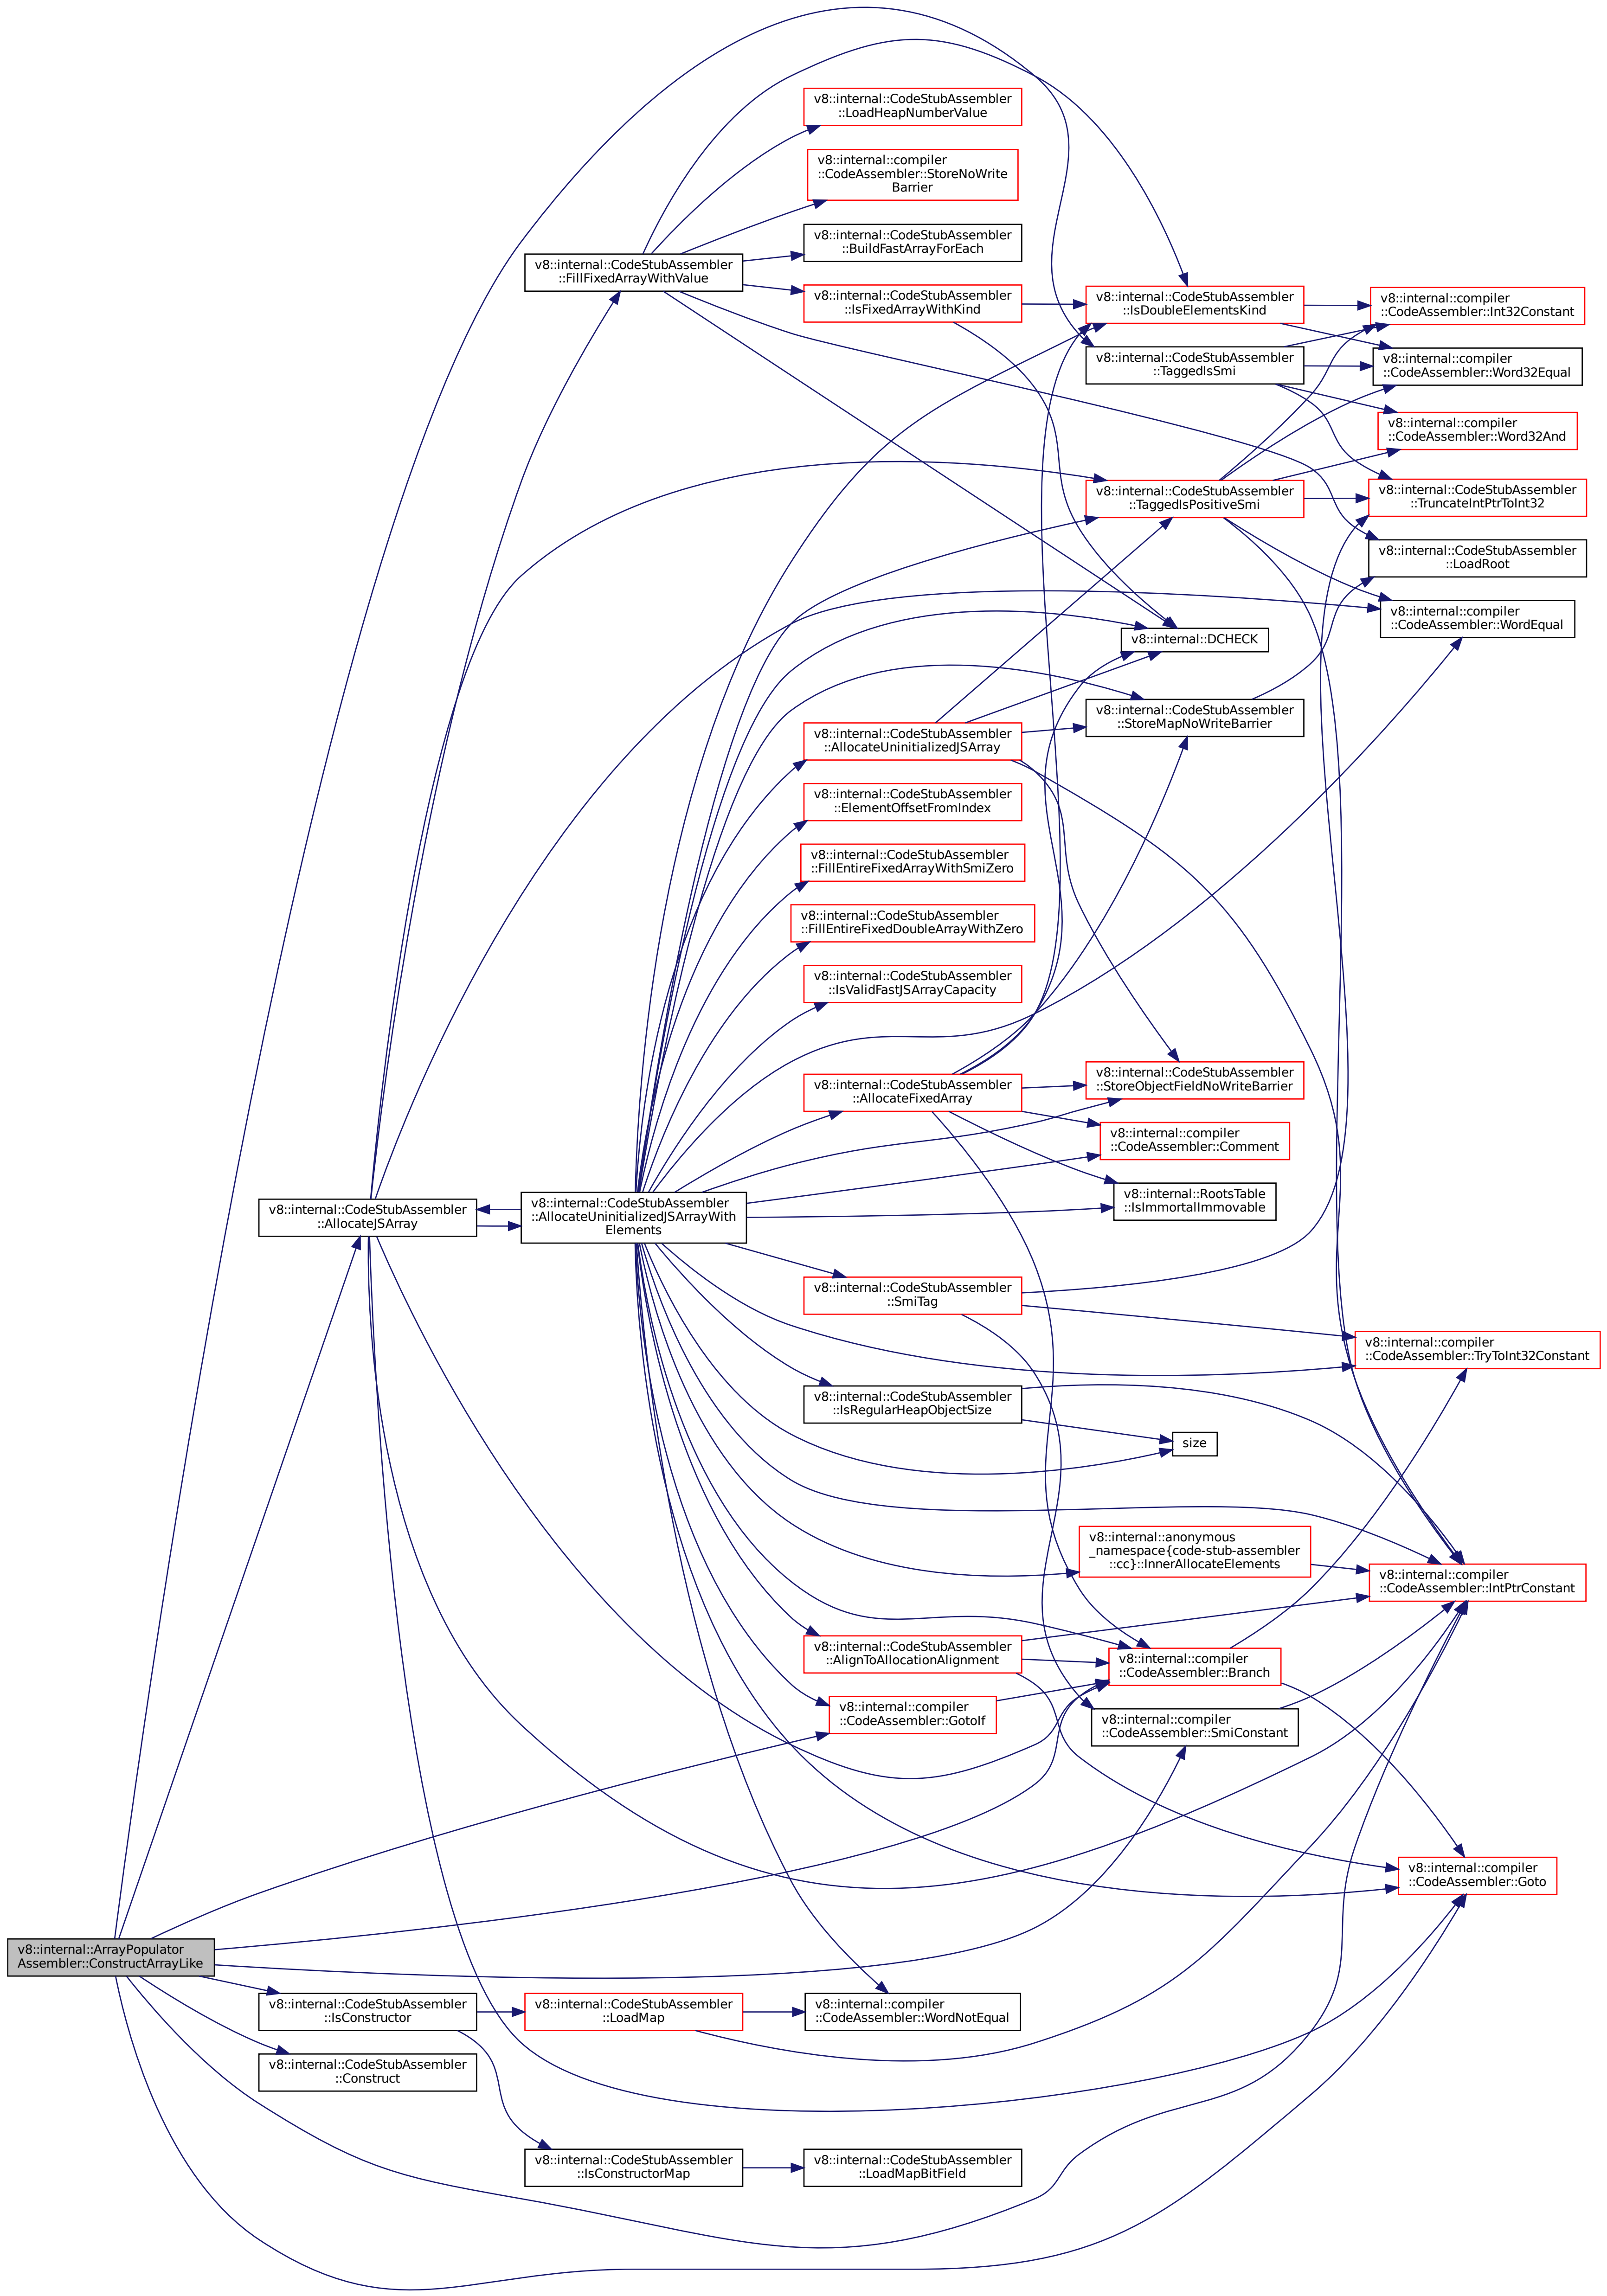 v8::internal::CodeStubAssembler
::LoadHeapNumberValue
v8::internal::compiler
::CodeAssembler::StoreNoWrite
Barrier
v8::internal::CodeStubAssembler
::BuildFastArrayForEach
v8::internal::CodeStubAssembler
::FillFixedArrayWithValue
v8::internal::CodeStubAssembler
::IsFixedArrayWithKind
v8::internal::CodeStubAssembler
::IsDoubleElementsKind
v8::internal::compiler
::CodeAssembler::Int32Constant
v8::internal::CodeStubAssembler
::TaggedIsSmi
v8::internal::compiler
::CodeAssembler::Word32Equal
v8::internal::compiler
::CodeAssembler::Word32And
v8::internal::CodeStubAssembler
::TaggedIsPositiveSmi
v8::internal::CodeStubAssembler
::TruncateIntPtrToInt32
v8::internal::CodeStubAssembler
::LoadRoot
v8::internal::compiler
::CodeAssembler::WordEqual
v8::internal::DCHECK
v8::internal::CodeStubAssembler
::StoreMapNoWriteBarrier
v8::internal::CodeStubAssembler
::AllocateUninitializedJSArray
v8::internal::CodeStubAssembler
::ElementOffsetFromIndex
v8::internal::CodeStubAssembler
::FillEntireFixedArrayWithSmiZero
v8::internal::CodeStubAssembler
::FillEntireFixedDoubleArrayWithZero
v8::internal::CodeStubAssembler
::IsValidFastJSArrayCapacity
v8::internal::CodeStubAssembler
::AllocateFixedArray
v8::internal::CodeStubAssembler
::StoreObjectFieldNoWriteBarrier
v8::internal::compiler
::CodeAssembler::Comment
v8::internal::RootsTable
::IsImmortalImmovable
v8::internal::CodeStubAssembler
::AllocateJSArray
v8::internal::CodeStubAssembler
::AllocateUninitializedJSArrayWith
Elements
v8::internal::CodeStubAssembler
::SmiTag
v8::internal::compiler
::CodeAssembler::TryToInt32Constant
v8::internal::CodeStubAssembler
::IsRegularHeapObjectSize
size
v8::internal::anonymous
_namespace{code-stub-assembler
::cc}::InnerAllocateElements
v8::internal::compiler
::CodeAssembler::IntPtrConstant
v8::internal::CodeStubAssembler
::AlignToAllocationAlignment
v8::internal::compiler
::CodeAssembler::Branch
v8::internal::compiler
::CodeAssembler::GotoIf
v8::internal::compiler
::CodeAssembler::SmiConstant
v8::internal::compiler
::CodeAssembler::Goto
v8::internal::ArrayPopulator
Assembler::ConstructArrayLike
v8::internal::CodeStubAssembler
::IsConstructor
v8::internal::CodeStubAssembler
::LoadMap
v8::internal::compiler
::CodeAssembler::WordNotEqual
v8::internal::CodeStubAssembler
::Construct
v8::internal::CodeStubAssembler
::IsConstructorMap
v8::internal::CodeStubAssembler
::LoadMapBitField